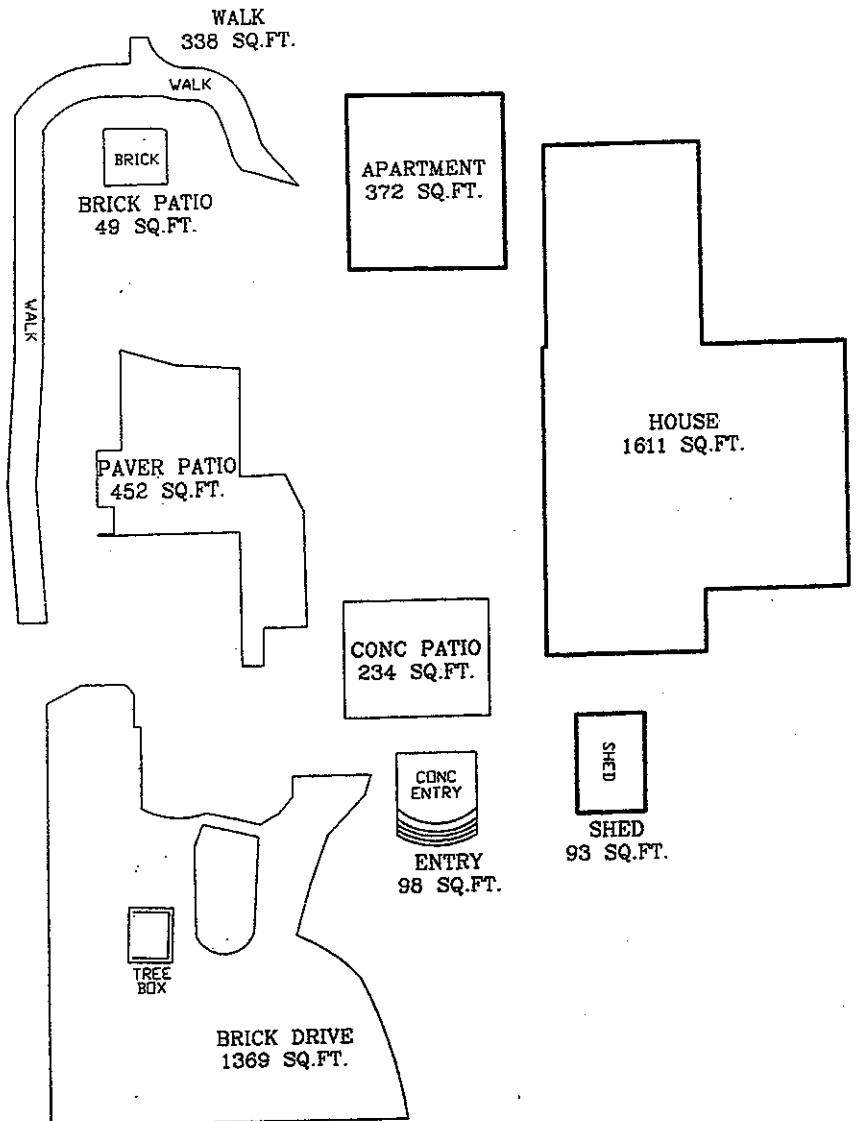 WALK
338 SQ.FT.
WALK
BRICK
BRICK PATIO
49 SQ.FT.
APARTMENT
372 SQ.FT.
WALK
HOUSE
1611 SQ.FT.
PAVER PATIO
452 SQ.FT.
CONC PATIO
234 SQ.FT.
CONC
ENTRY
ENTRY
98 SQ.FT.
SHED
SHED
93 SQ.FT.
TREE
BOX
BRICK DRIVE
1369 SQ.FT.